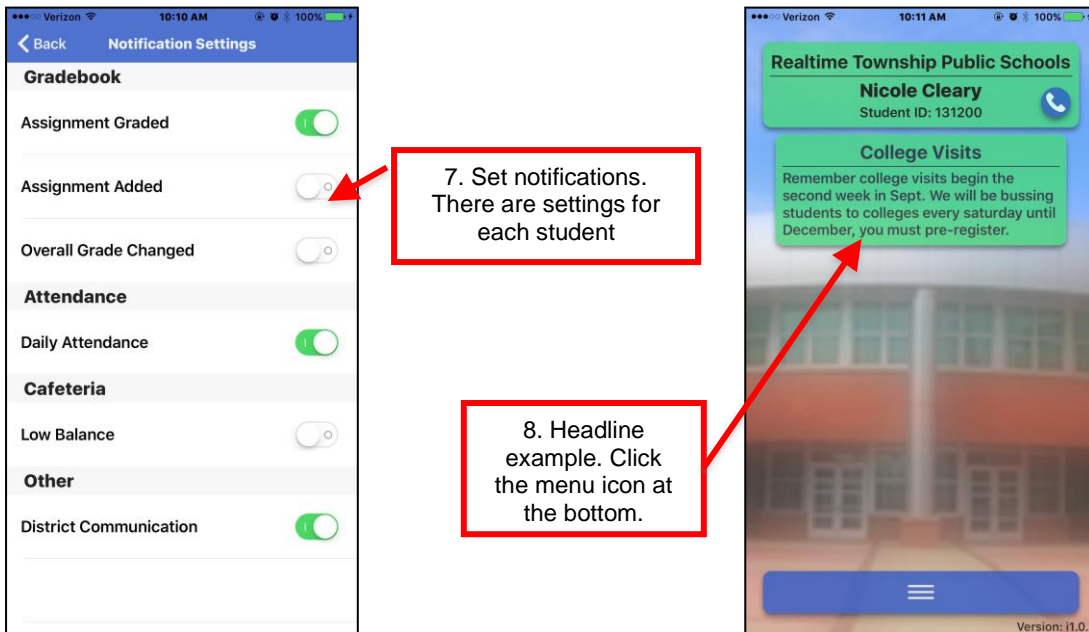 Verizon 10:10 AM 100%
Back Notification Settings
Gradebook
Assignment Graded
Assignment Added
Overall Grade Changed
Attendance
Daily Attendance
Cafeteria
Low Balance
Other
District Communication
7. Set notifications.
There are settings for
each student
8. Headline
example. Click
the menu icon at
the bottom.
Verizon 10:11 AM 100%
Realtime Township Public Schools
Nicole Cleary
Student ID: 131200
College Visits
Remember college visits begin the
second week in Sept. We will be bussing
students to colleges every saturday until
December, you must pre-register.
Version: i1.0